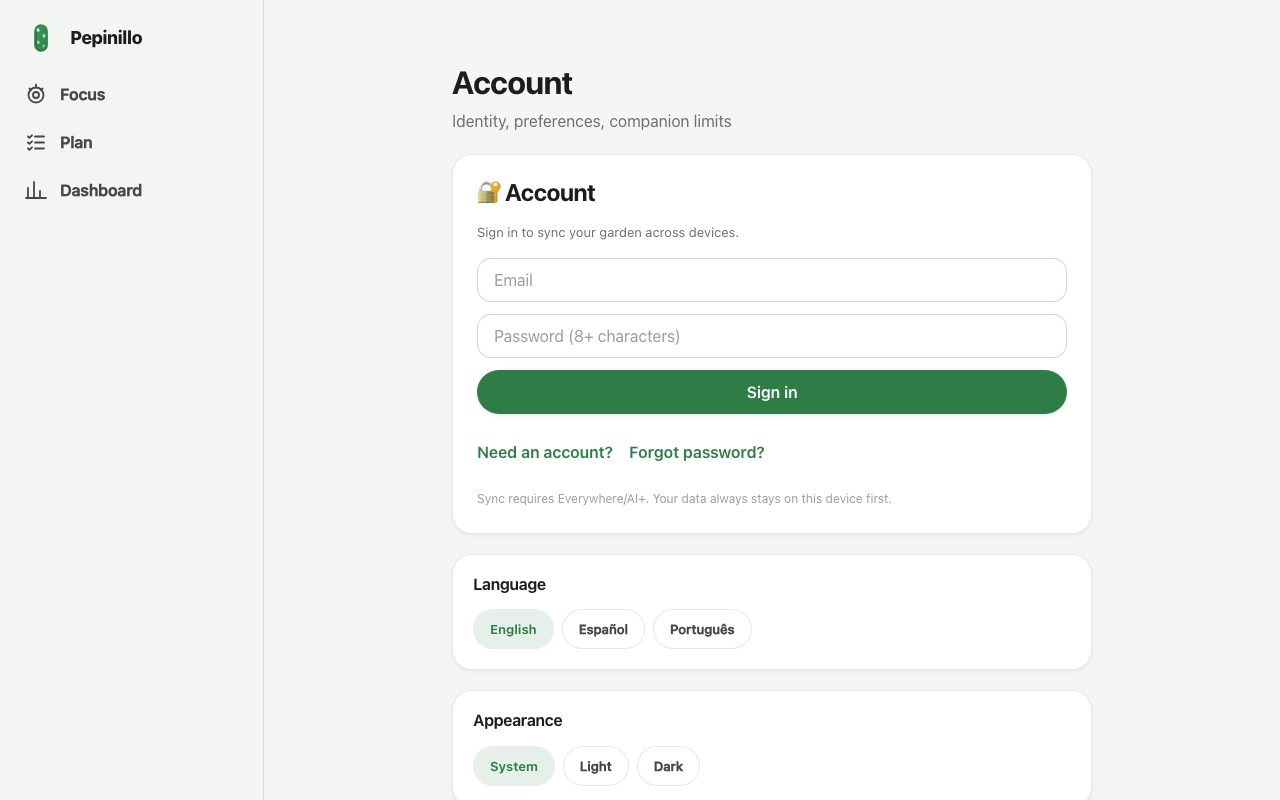 Pepinillo
Focus
Plan
Dashboard
Account
Identity, preferences, companion limits
🔐 Account
Sign in to sync your garden across devices.
Email
Password (8+ characters)
Sign in
Need an account? Forgot password?
Sync requires Everywhere/AI+. Your data always stays on this device first.
Language
English Español Português
Appearance
System Light Dark